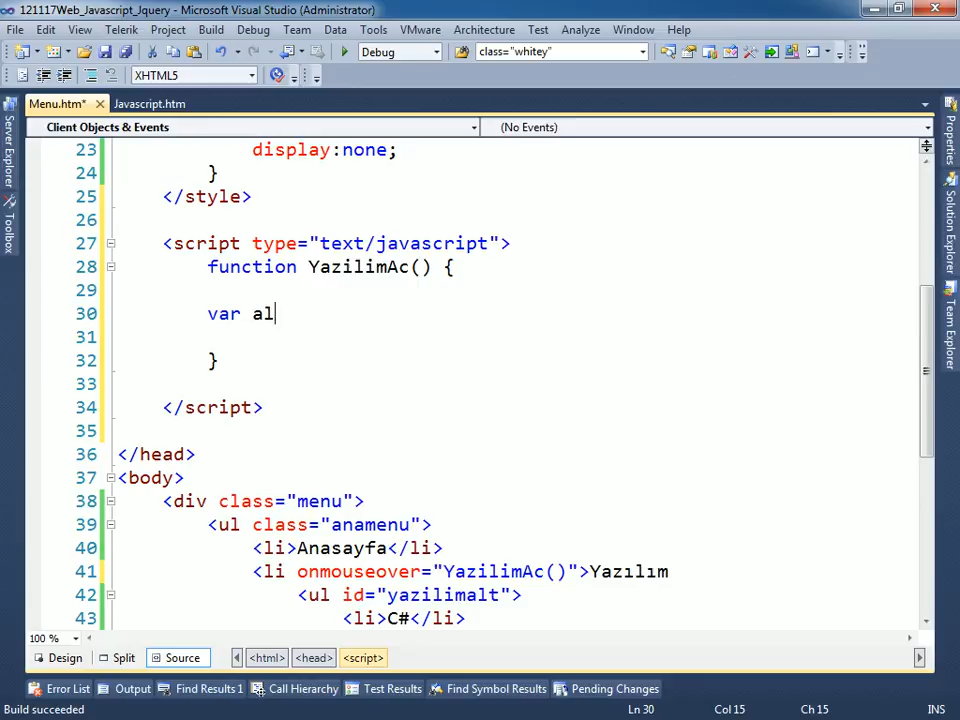 121117Web_Javascript_Jquery - Microsoft Visual Studio (Administrator)
File Edit View Telerik Project Build Debug Team Data Tools VMware Architecture Test Analyze Window Help
Debug class="whitey"
XHTML5
Menu.htm* Javascript.htm
Client Objects & Events (No Events)
23 display:none;
24 }
25 </style>
26
27 <script type="text/javascript">
28 function YazilimAc() {
29
30 var al
31
32 }
33
34 </script>
35
36 </head>
37 <body>
38 <div class="menu">
39 <ul class="anamenu">
40 <li>Anasayfa</li>
41 <li onmouseover="YazilimAc()">Yazılım
42 <ul id="yazilimalt">
43 <li>C#</li>
Server Explorer
Toolbox
Properties
Solution Explorer
Team Explorer
100 %
Design Split Source <html> <head> <script>
Error List Output Find Results 1 Call Hierarchy Test Results Find Symbol Results Pending Changes
Build succeeded Ln 30 Col 15 Ch 15 INS